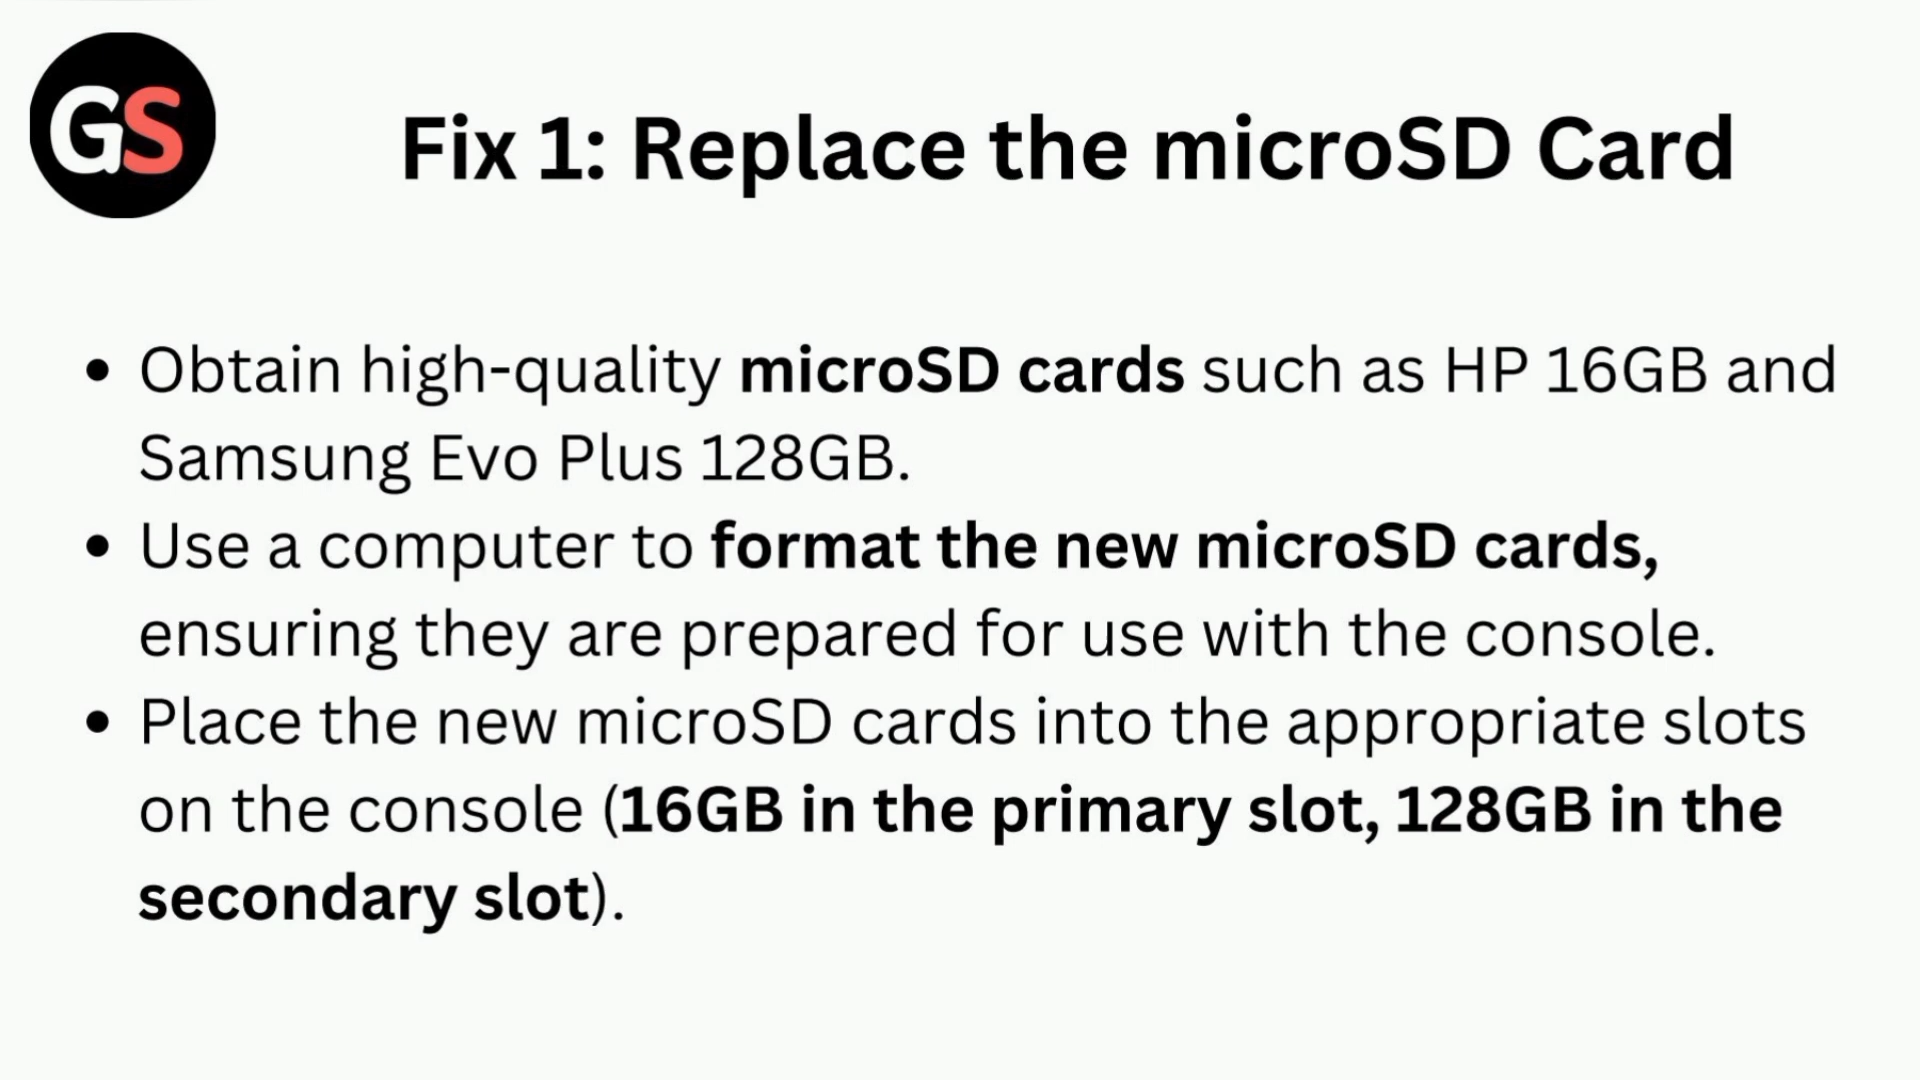 GS
Fix 1: Replace the microSD Card
• Obtain high-quality microSD cards such as HP 16GB and
Samsung Evo Plus 128GB.
• Use a computer to format the new microSD cards,
ensuring they are prepared for use with the console.
• Place the new microSD cards into the appropriate slots
on the console (16GB in the primary slot, 128GB in the
secondary slot).